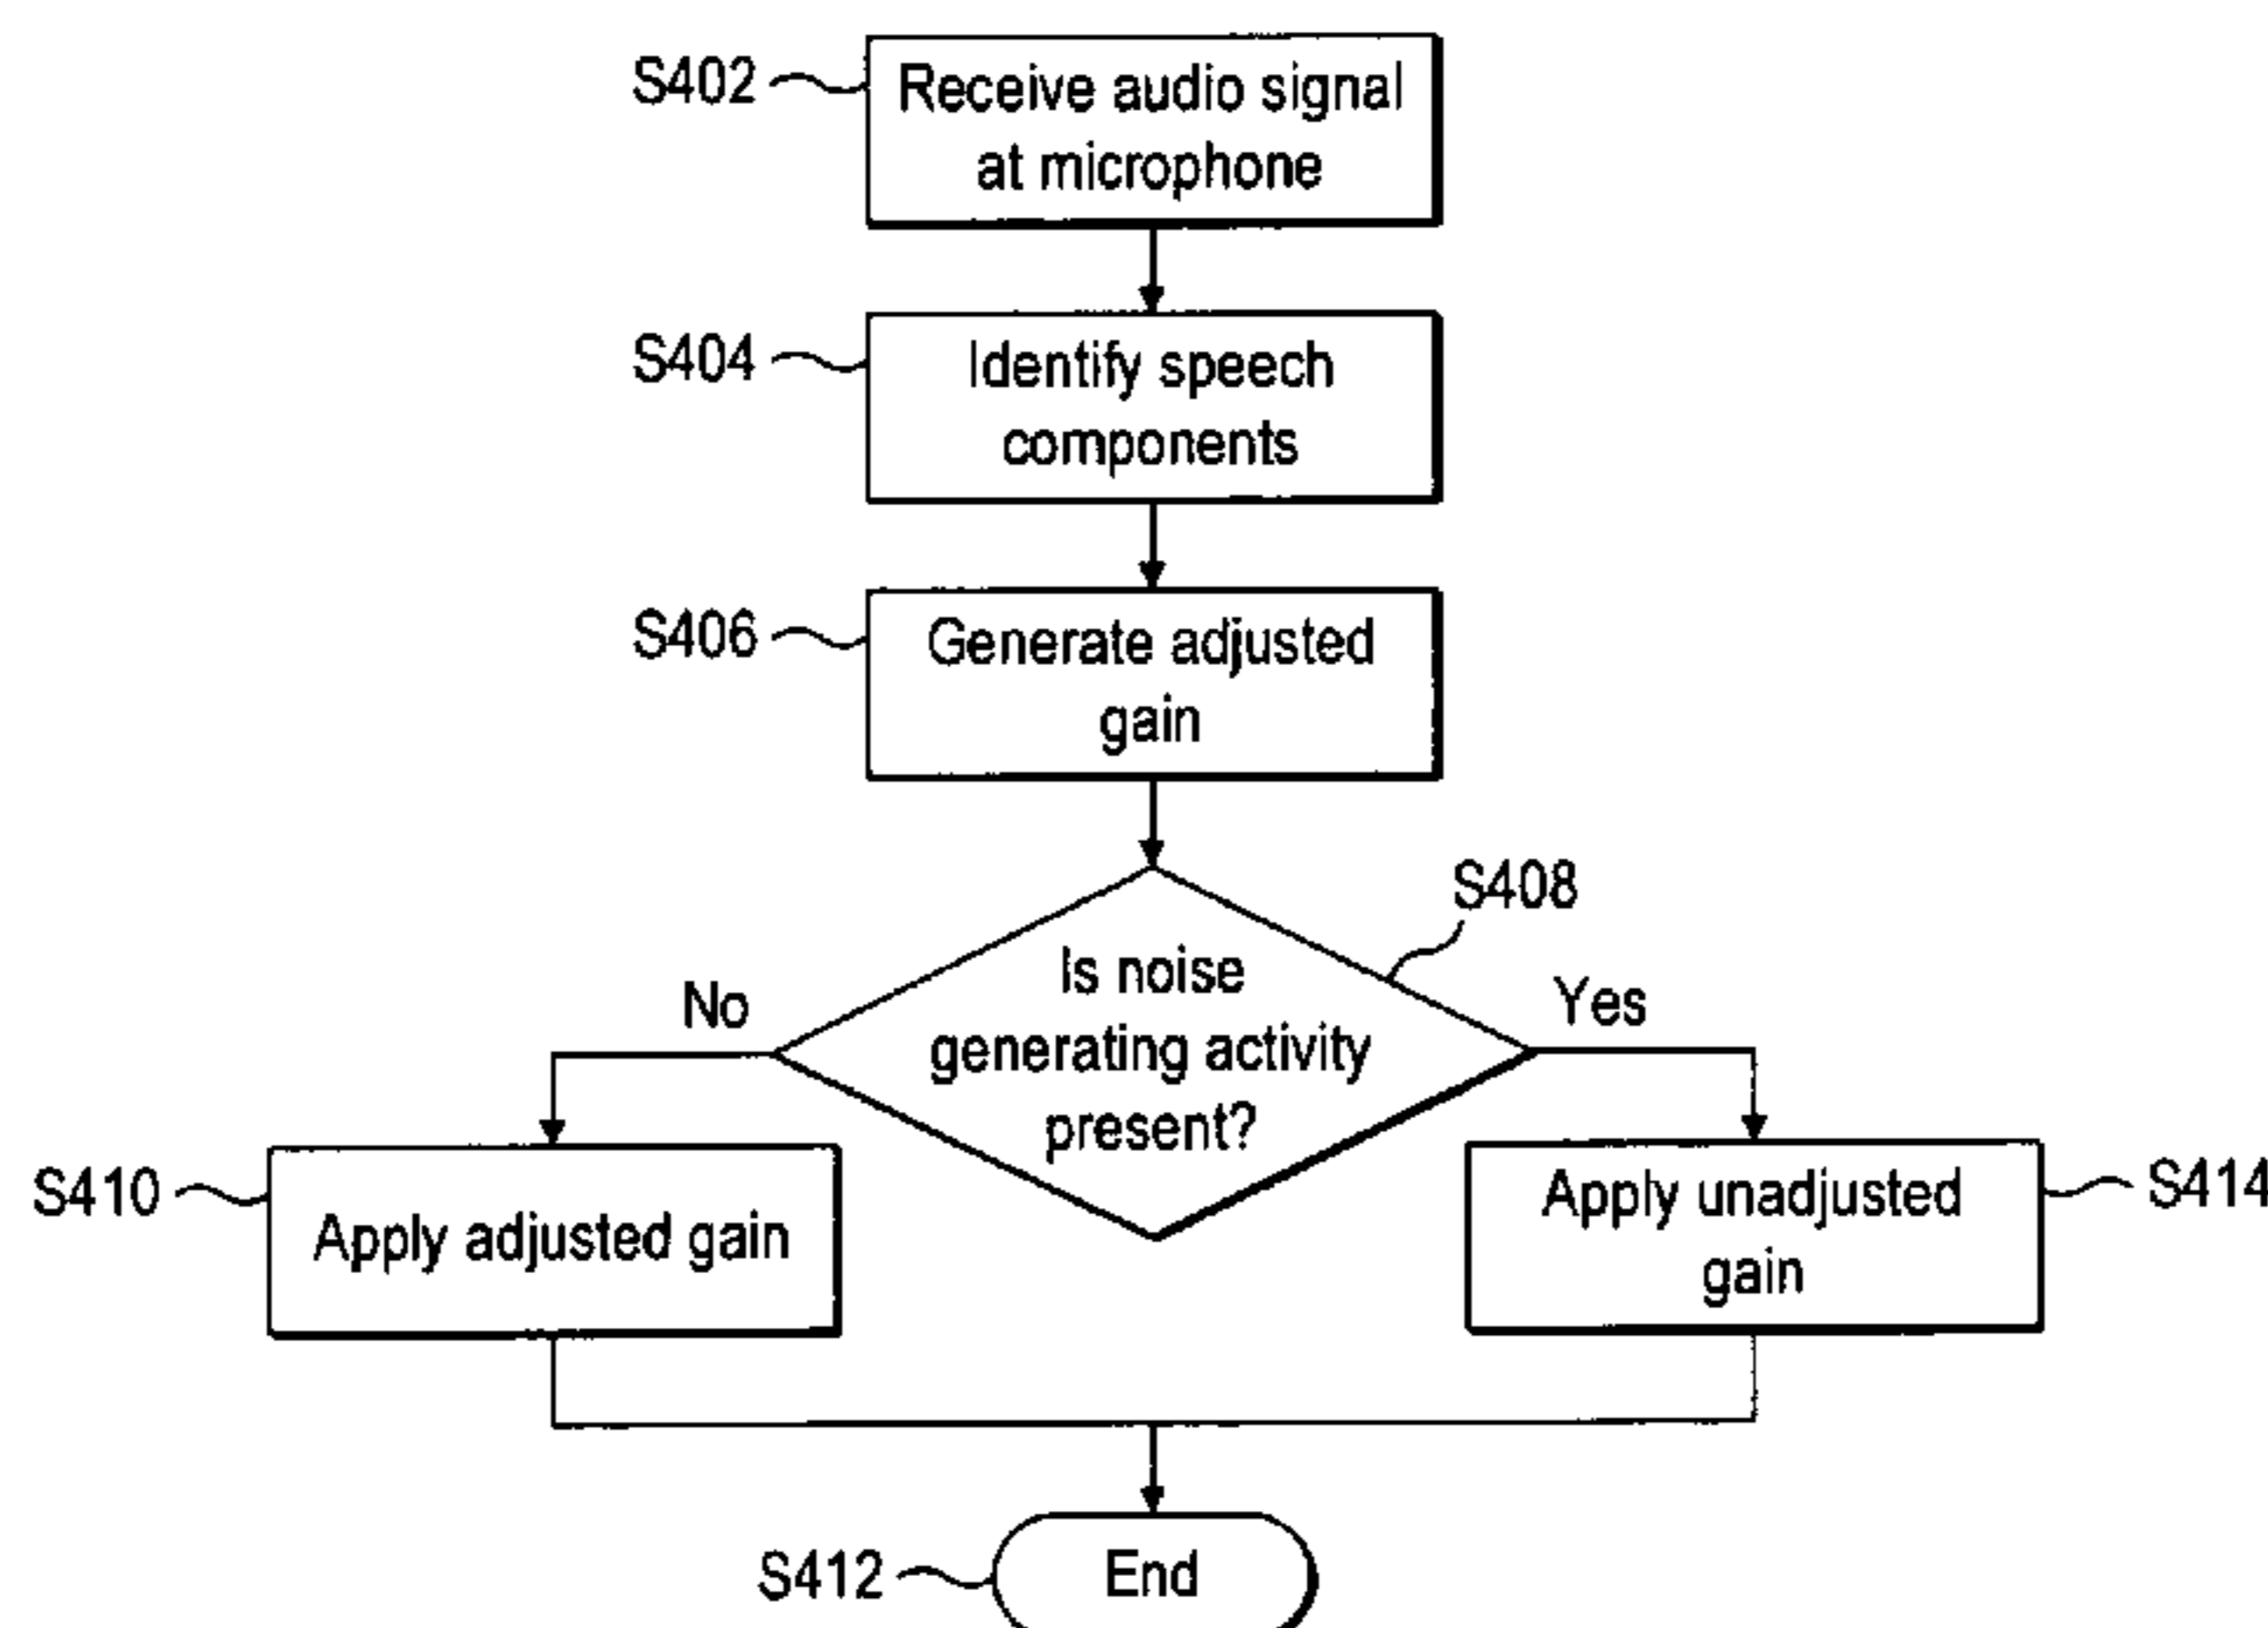 S402
Receive audio signal
at microphone
S404
Identify speech
components
S406
Generate adjusted
gain
S408
Is noise
generating activity
present?
No
Yes
S410
Apply adjusted gain
Apply unadjusted
gain
S414
S412
End